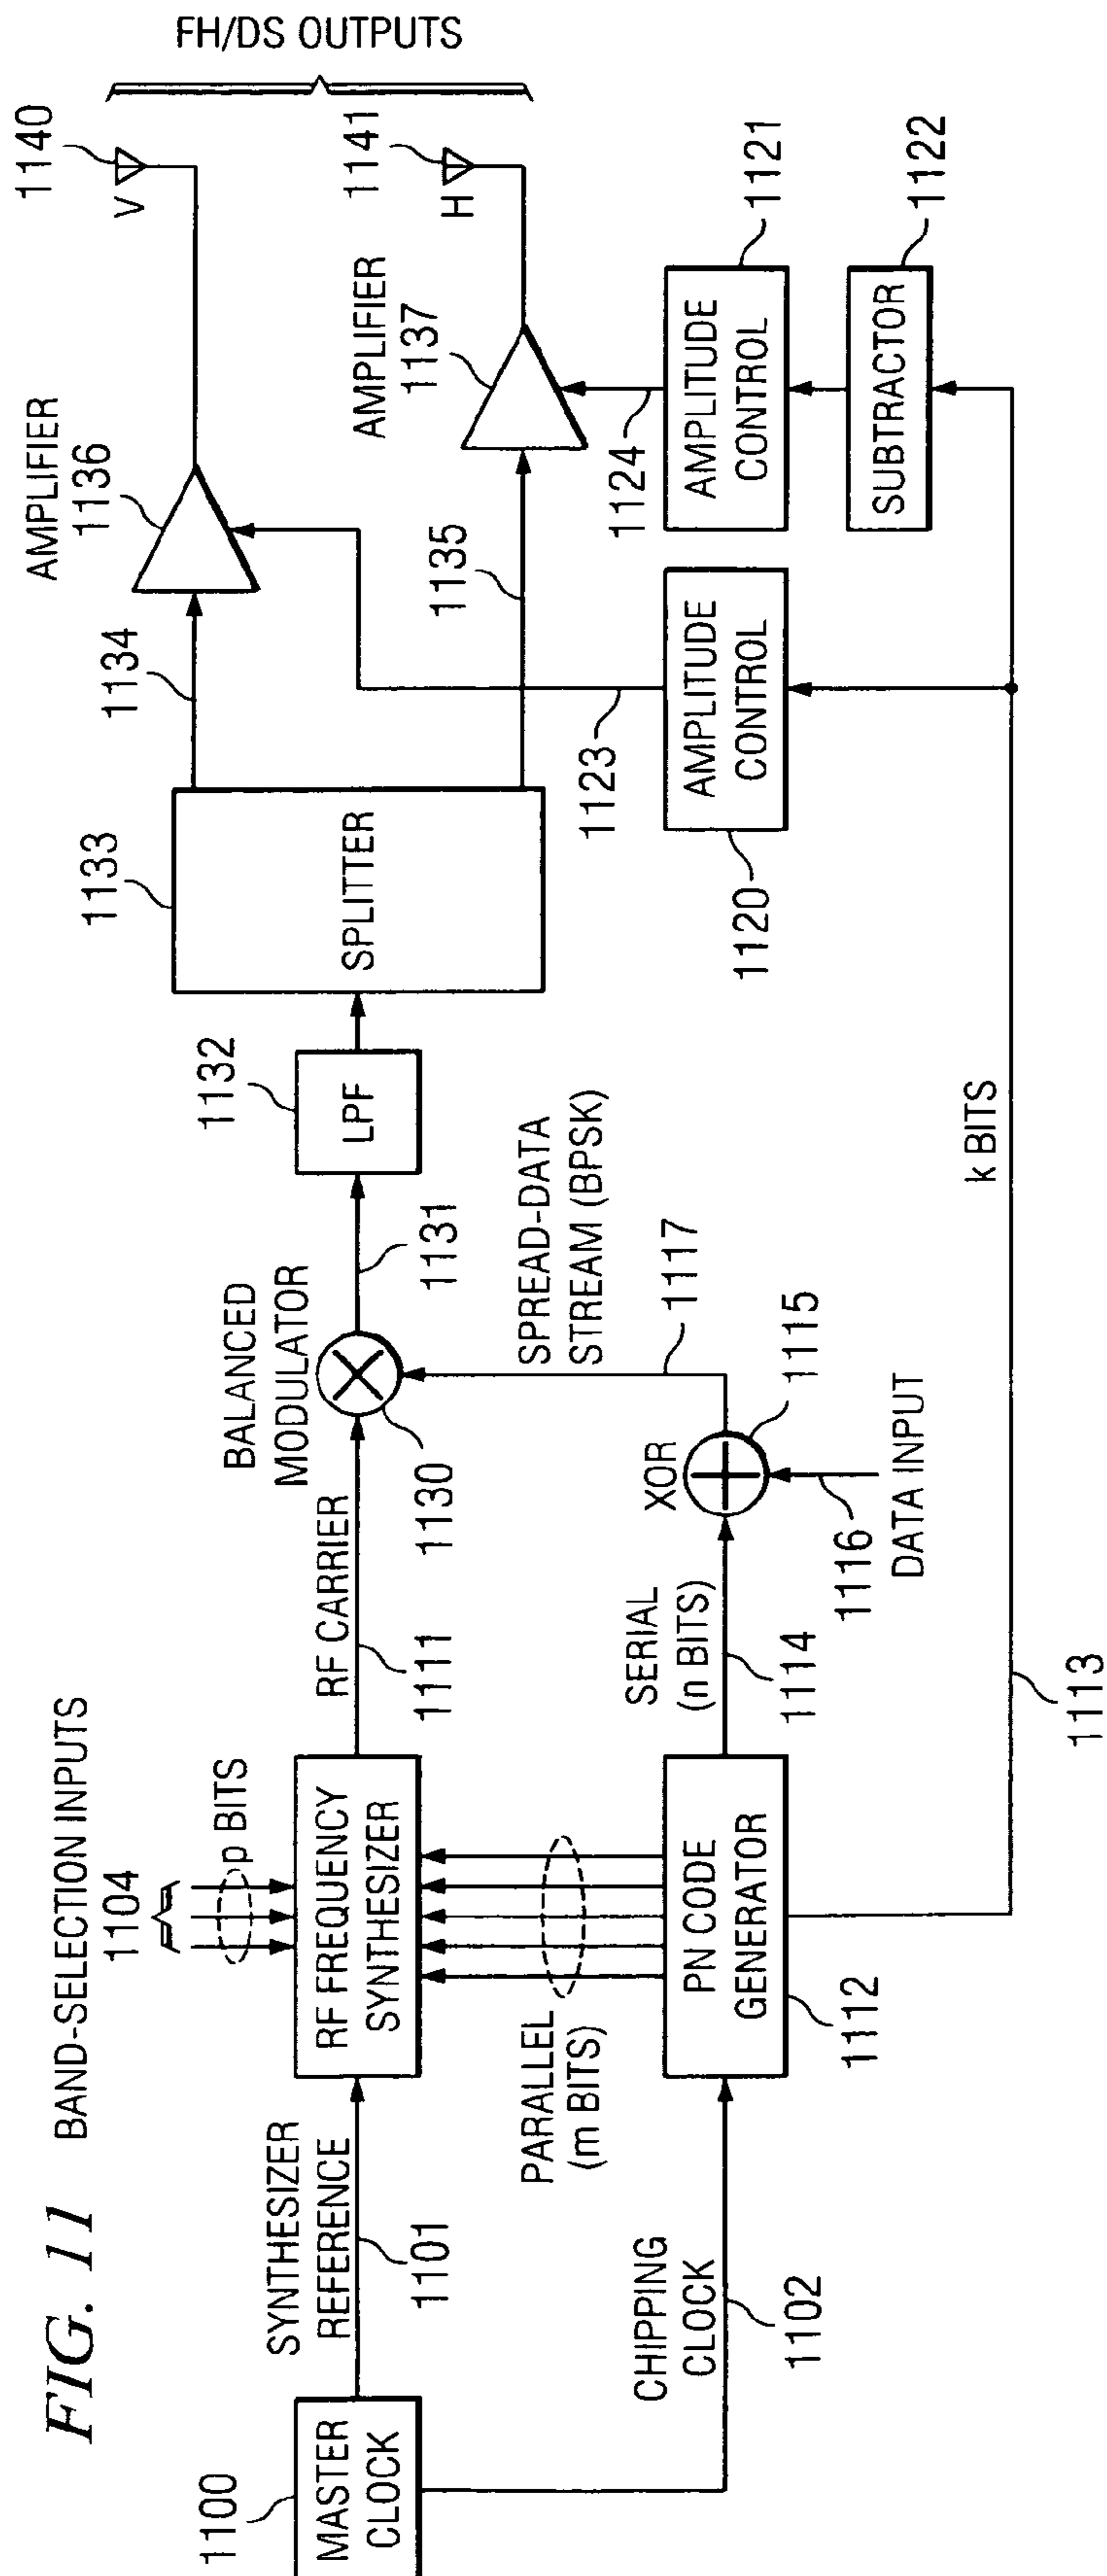 FIG. 11
BAND-SELECTION INPUTS
1104
p BITS
1100
MASTER
CLOCK
SYNTHESIZER
REFERENCE
1101
CHIPPING
CLOCK
1102
RF FREQUENCY
SYNTHESIZER
PARALLEL
(m BITS)
PN CODE
GENERATOR
1112
RF CARRIER
1111
SERIAL
(n BITS)
1114
1113
BALANCED
MODULATOR
1130
1131
XOR
1115
1116
DATA INPUT
SPREAD-DATA
STREAM (BPSK)
1117
k BITS
1132
LPF
1133
SPLITTER
1134
1135
1123
AMPLITUDE
CONTROL
1120
AMPLIFIER
1136
AMPLIFIER
1137
1124
AMPLITUDE
CONTROL
1121
SUBTRACTOR
1122
V
1140
H
1141
FH/DS OUTPUTS